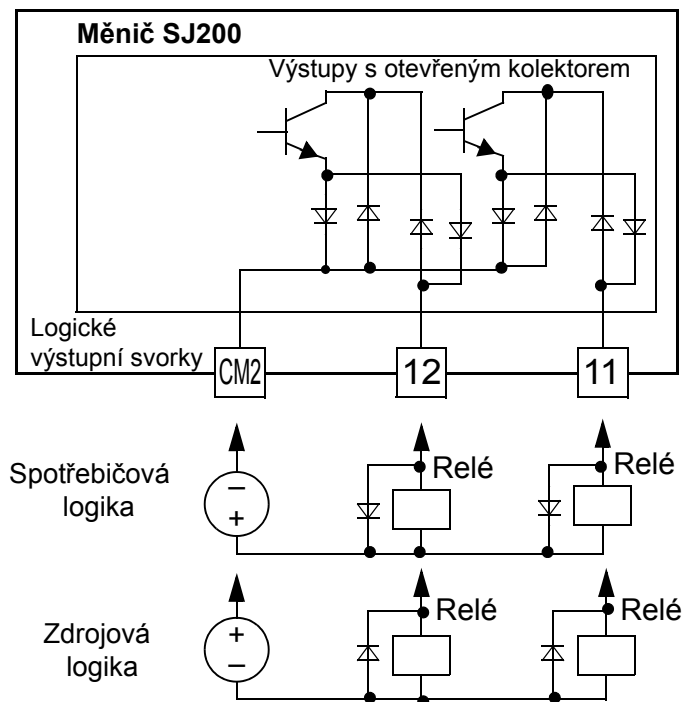 Měnič SJ200
Výstupy s otevřeným kolektorem
Logické
výstupní svorky
CM2
12
11
Spotřebičová
logika
–
+
Relé
Relé
Zdrojová
logika
+
–
Relé
Relé